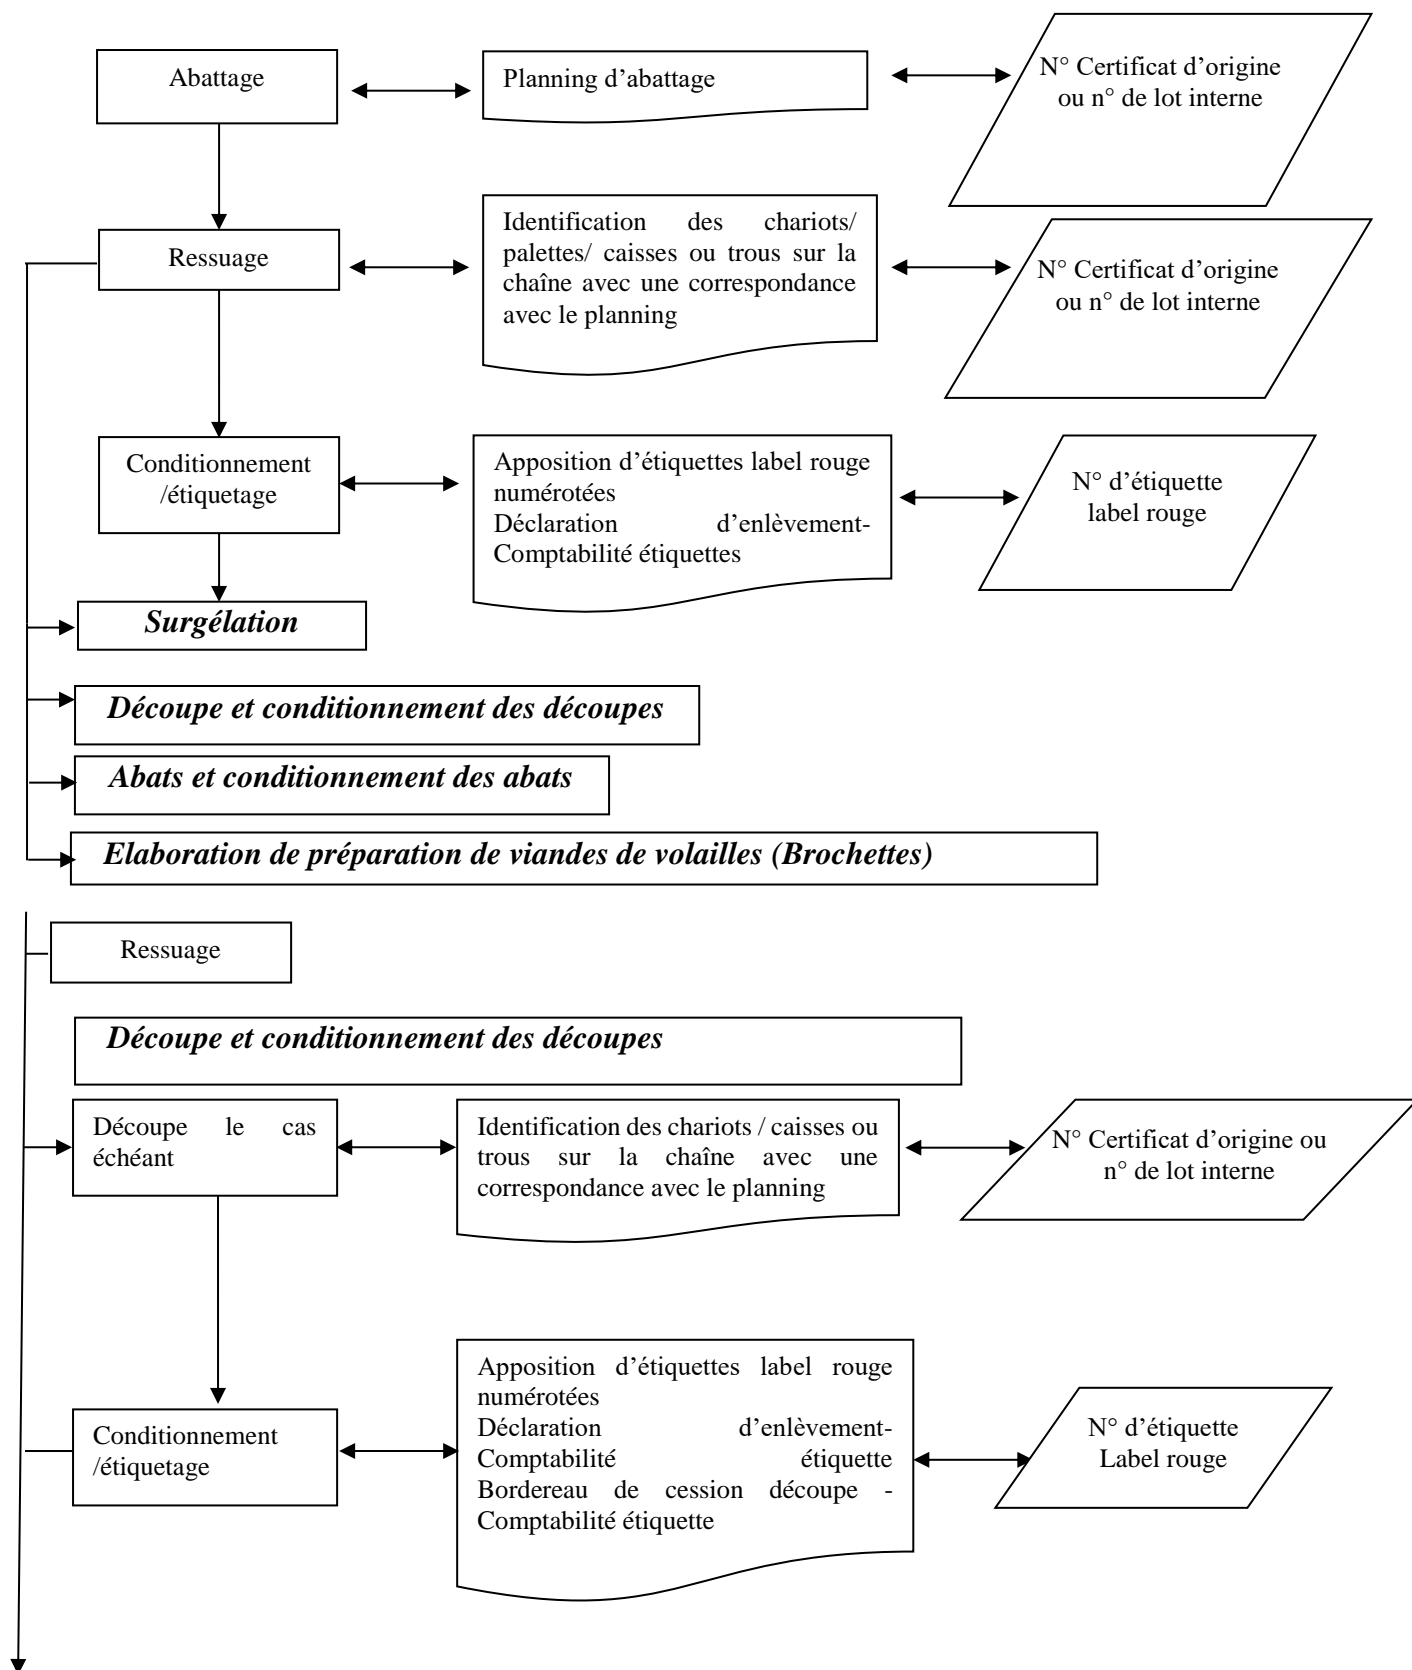 Abattage
Planning d'abattage
N° Certificat d'origine
ou n° de lot interne
Ressuage
Identification des chariots/
palettes/ caisses ou trous sur la
chaîne avec une correspondance
avec le planning
N° Certificat d'origine
ou n° de lot interne
Conditionnement
/étiquetage
Apposition d'étiquettes label rouge
numérotées
Déclaration d'enlèvement-
Comptabilité étiquettes
N° d'étiquette
label rouge
Surgélation
Découpe et conditionnement des découpes
Abats et conditionnement des abats
Elaboration de préparation de viandes de volailles (Brochettes)
Ressuage
Découpe et conditionnement des découpes
Découpe le cas
échéant
Identification des chariots / caisses ou
trous sur la chaîne avec une
correspondance avec le planning
N° Certificat d'origine ou
n° de lot interne
Conditionnement
/étiquetage
Apposition d'étiquettes label rouge
numérotées
Déclaration d'enlèvement-
Comptabilité étiquette
Bordereau de cession découpe -
Comptabilité étiquette
N° d'étiquette
Label rouge